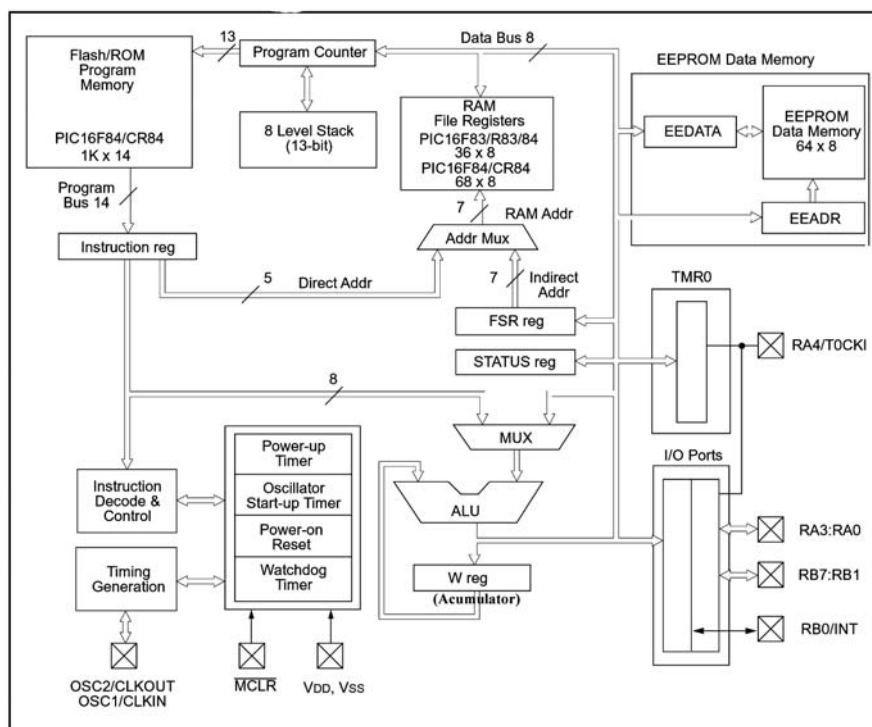 13
Program Counter
Data Bus 8
Flash/ROM
Program
Memory
PIC16F84/CR84
1K x 14
8 Level Stack
(13-bit)
RAM
File Registers
PIC16F83/R83/84
36 x 8
PIC16F84/CR84
68 x 8
EEPROM Data Memory
EEDATA
EEPROM
Data Memory
64 x 8
EEADR
Program
Bus 14
7
RAM Addr
Addr Mux
Instruction reg
5
Direct Addr
7
Indirect
Addr
FSR reg
STATUS reg
TMR0
RA4/T0CKI
8
MUX
ALU
W reg
(Acumulator)
Power-up
Timer
Oscillator
Start-up Timer
Power-on
Reset
Watchdog
Timer
Instruction
Decode &
Control
Timing
Generation
I/O Ports
RA3:RA0
RB7:RB1
RB0/INT
OSC2/CLKOUT
OSC1/CLKIN
MCLR
VDD, VSS